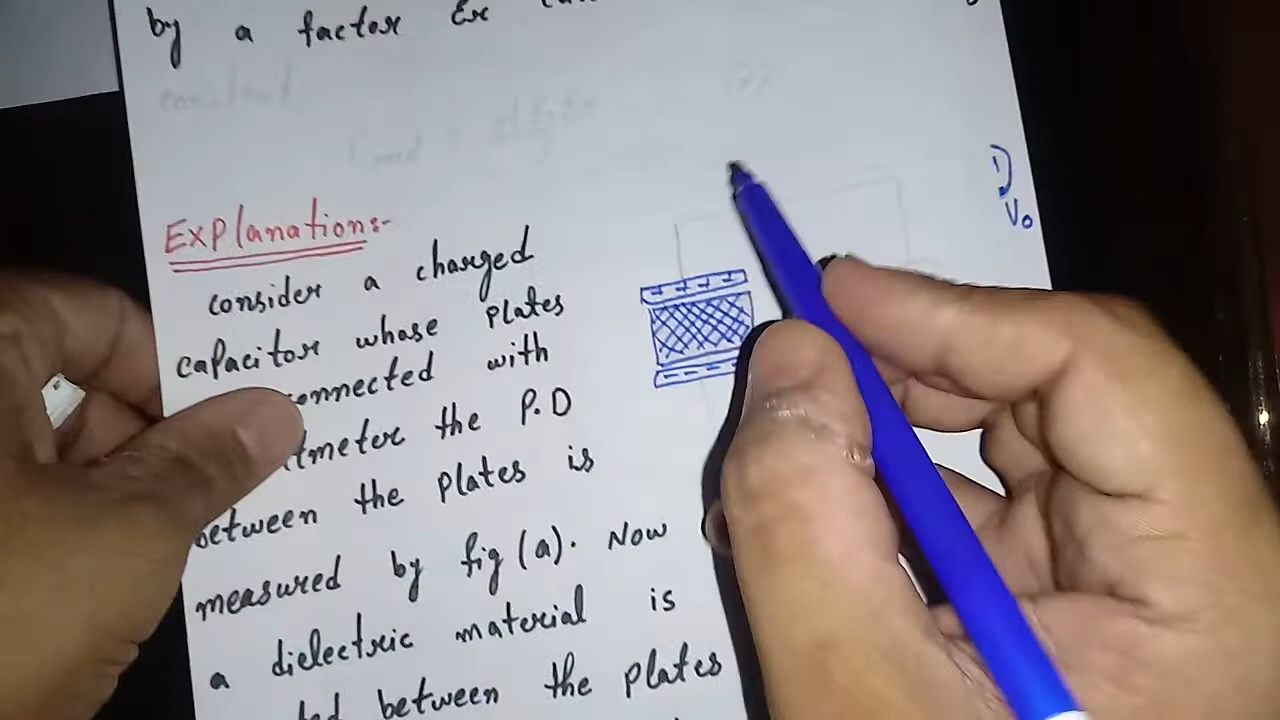 by a factor Er
Explanation:-
consider a charged
capacitor whose plates
connected with
the P.D
between the plates is
measured by fig (a). Now
a dielectric material is
between the plates
+ + + +
- - - -
V₀